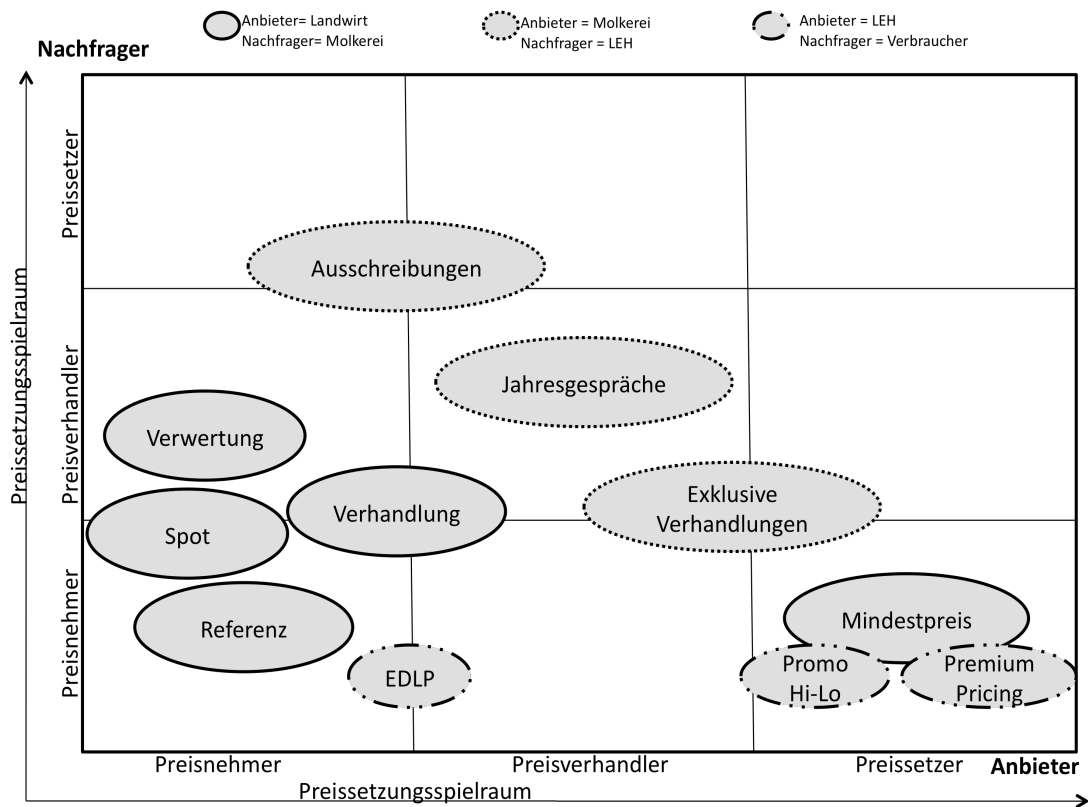 Anbieter= Landwirt
Nachfrager= Molkerei
Anbieter = Molkerei
Nachfrager = LEH
Anbieter = LEH
Nachfrager = Verbraucher
Nachfrager
Preissetzer
Ausschreibungen
Preissetzungsspielraum
Preisverhandler
Jahresgespräche
Verwertung
Exklusive
Verhandlungen
Verhandlung
Spot
Preisnehmer
Referenz
Mindestpreis
EDLP
Promo
Hi-Lo
Premium
Pricing
Preisnehmer
Preisverhandler
Preissetzer
Anbieter
Preissetzungsspielraum